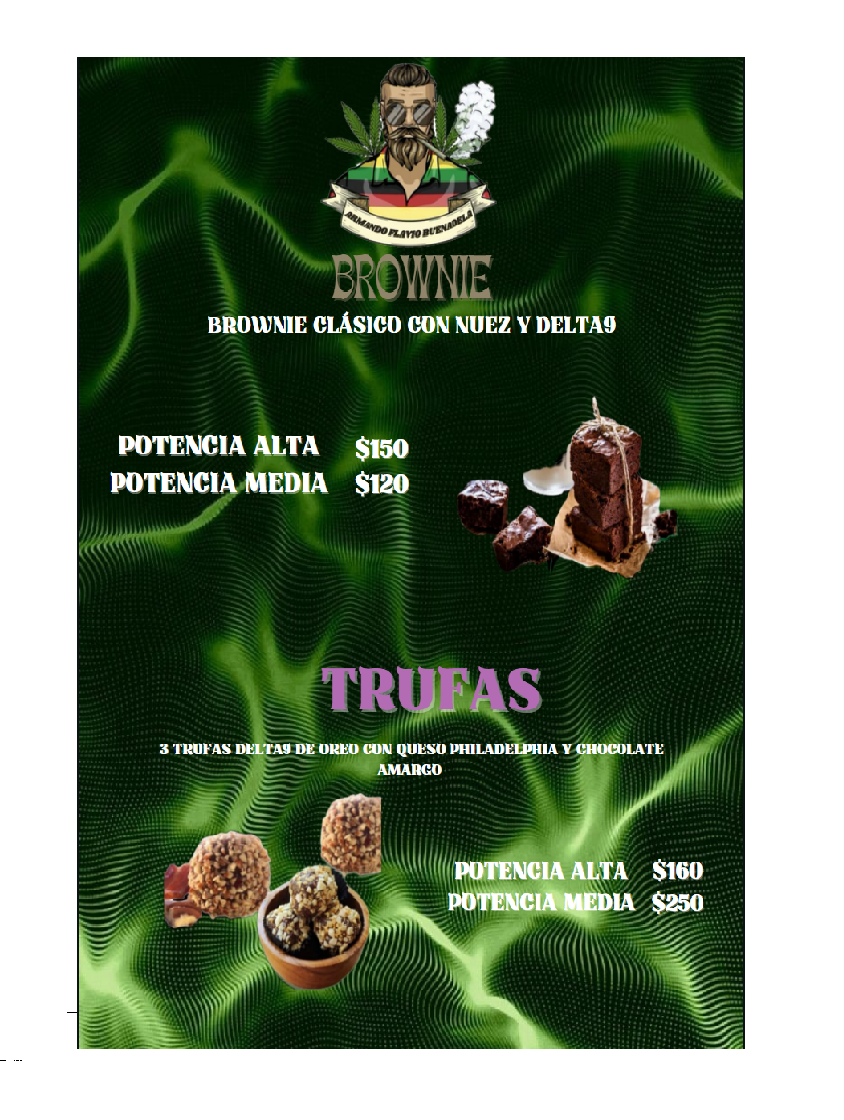 ARMANDO FLAVIO BUENADELA
BROWNIE
BROWNIE CLÁSICO CON NUEZ Y DELTA9
POTENCIA ALTA $150
POTENCIA MEDIA $120
TRUFAS
3 TRUFAS DELTA9 DE OREO CON QUESO PHILADELPHIA Y CHOCOLATE
AMARGO
POTENCIA ALTA $160
POTENCIA MEDIA $250